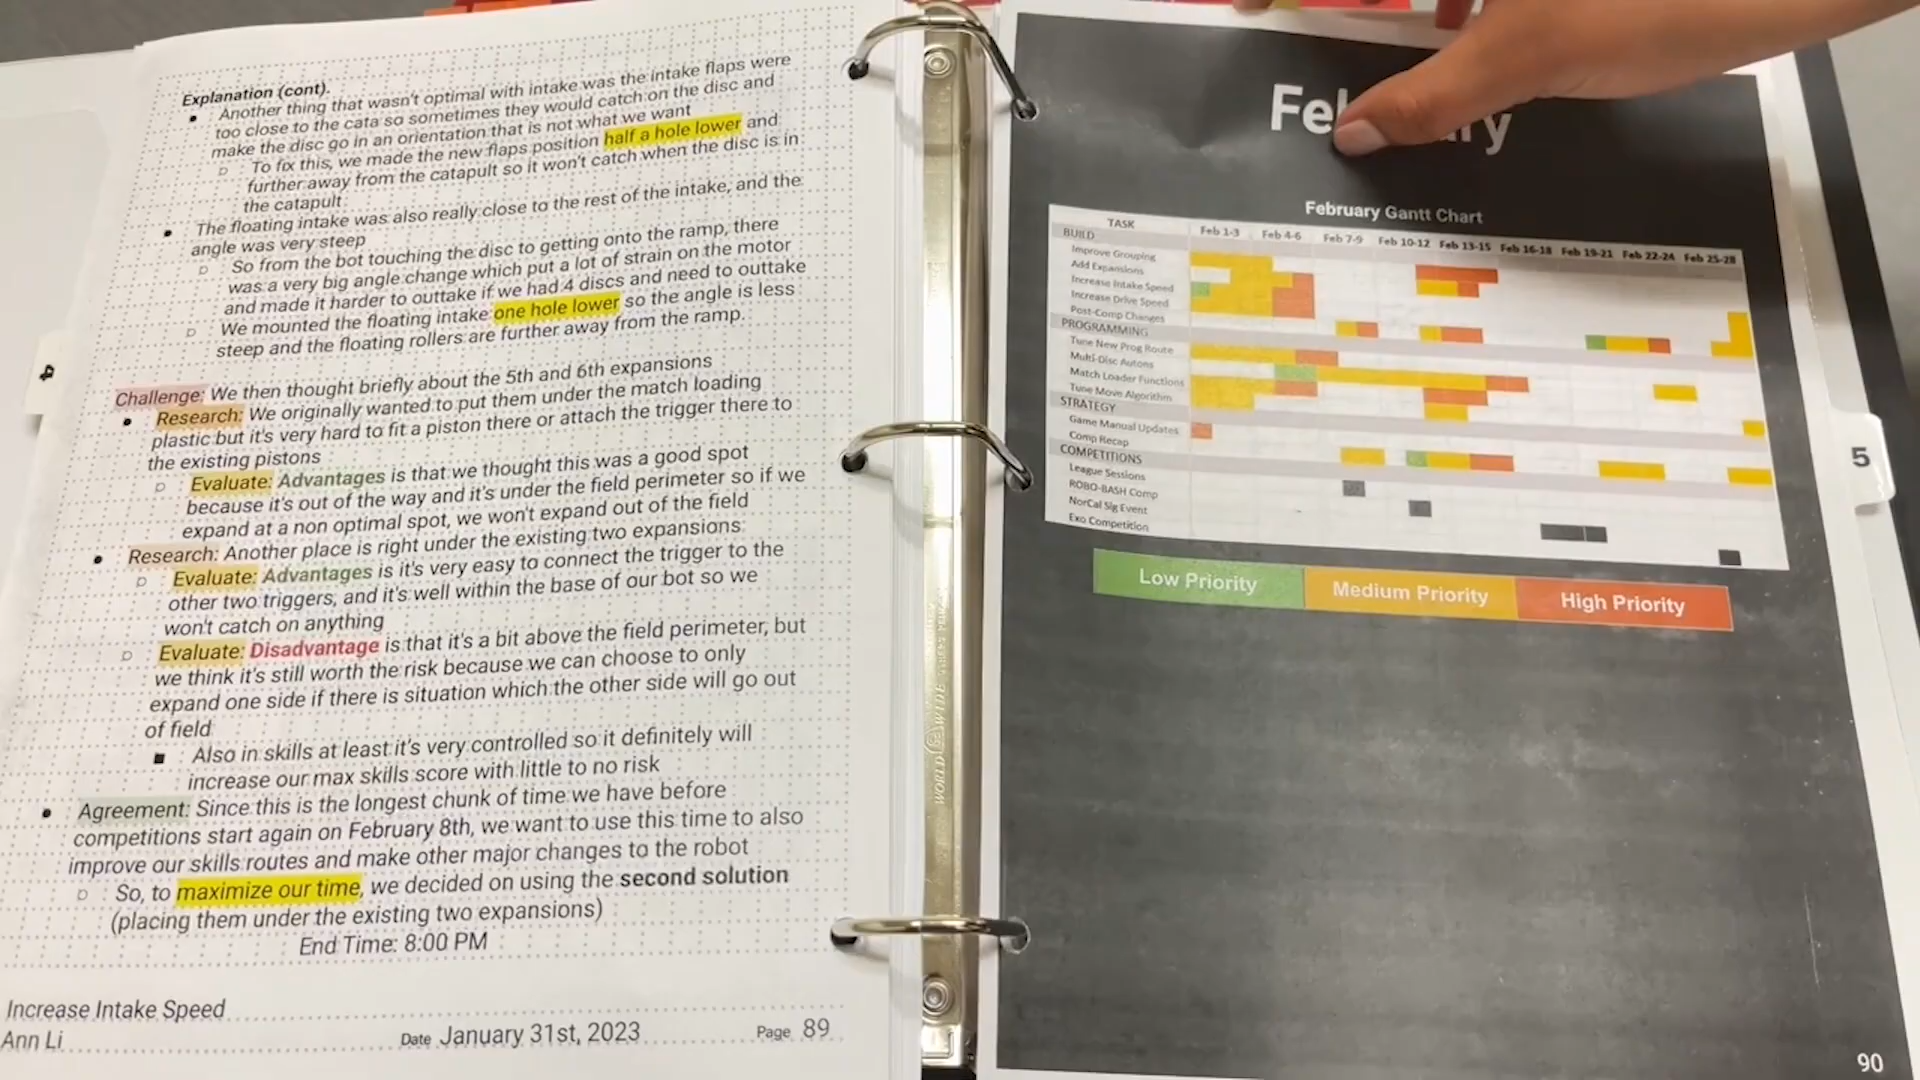 Explanation (cont).
Another thing that wasn't optimal with intake was the intake flaps were
too close to the cata so sometimes they would catch on the disc and
make the disc go in an orientation that is not what we want
To fix this, we made the new flaps position half a hole lower and
further away from the catapult so it won't catch when the disc is in
the catapult
The floating intake was also really close to the rest of the intake, and the
angle was very steep
So from the bot touching the disc to getting onto the ramp, there
was a very big angle change which put a lot of strain on the motor
and made it harder to outtake if we had 4 discs and need to outtake
We mounted the floating intake one hole lower so the angle is less
steep and the floating rollers are further away from the ramp.
Challenge: We then thought briefly about the 5th and 6th expansions
Research: We originally wanted to put them under the match loading
plastic but it's very hard to fit a piston there or attach the trigger there to
the existing pistons
Evaluate: Advantages is that we thought this was a good spot
because it's out of the way and it's under the field perimeter so if we
expand at a non optimal spot, we won't expand out of the field
Research: Another place is right under the existing two expansions
Evaluate: Advantages is it's very easy to connect the trigger to the
other two triggers, and it's well within the base of our bot so we
won't catch on anything
Evaluate: Disadvantage is that it's a bit above the field perimeter, but
we think it's still worth the risk because we can choose to only
expand one side if there is situation which the other side will go out
of field
Also in skills at least it's very controlled so it definitely will
increase our max skills score with little to no risk
Agreement: Since this is the longest chunk of time we have before
competitions start again on February 8th, we want to use this time to also
improve our skills routes and make other major changes to the robot
So, to maximize our time, we decided on using the second solution
(placing them under the existing two expansions)
End Time: 8:00 PM
Increase Intake Speed
Ann Li
Date January 31st, 2023
Page 89
4
February Gantt Chart
TASK
Feb 1-3 Feb 4-6 Feb 7-9 Feb 10-12 Feb 13-15 Feb 16-18 Feb 19-21 Feb 22-24 Feb 25-28
BUILD
Improve Grouping
Add Expansions
Increase Intake Speed
Increase Drive Speed
Post-Comp Changes
PROGRAMMING
Tune New Prog Route
Multi-Disc Autons
Match Loader Functions
Tune Move Algorithm
STRATEGY
Game Manual Updates
Comp Recap
COMPETITIONS
League Sessions
ROBO-BASH Comp
NorCal Sig Event
Exo Competition
Low Priority
Medium Priority
High Priority
5
90